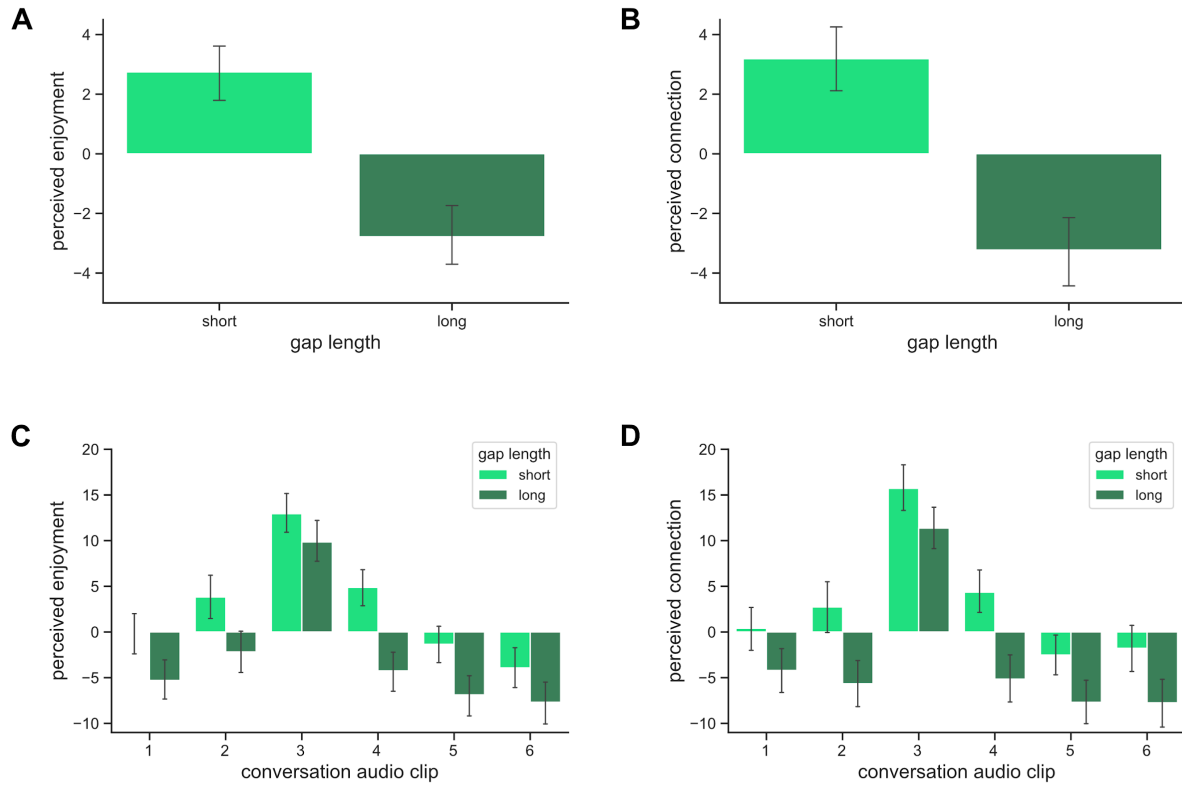 A
perceived enjoyment
4
2
0
−2
−4
short
long
gap length
B
perceived connection
4
2
0
−2
−4
short
long
gap length
C
perceived enjoyment
20
15
10
5
0
−5
−10
gap length
short
long
1
2
3
4
5
6
conversation audio clip
D
perceived connection
20
15
10
5
0
−5
−10
gap length
short
long
1
2
3
4
5
6
conversation audio clip